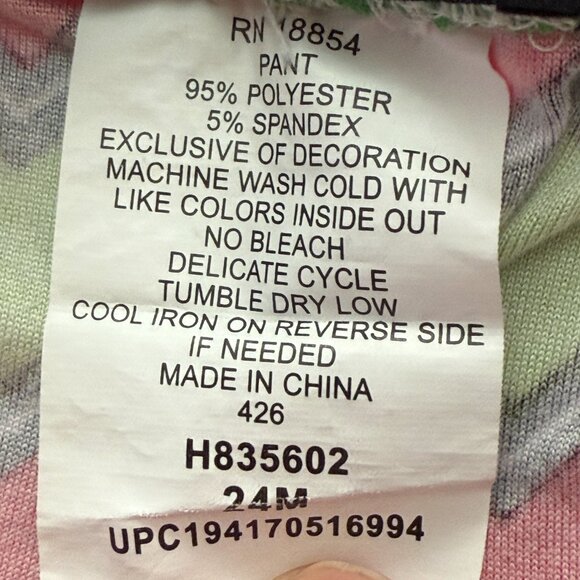 RN 18854
PANT
95% POLYESTER
5% SPANDEX
EXCLUSIVE OF DECORATION
MACHINE WASH COLD WITH
LIKE COLORS INSIDE OUT
NO BLEACH
DELICATE CYCLE
TUMBLE DRY LOW
COOL IRON ON REVERSE SIDE
IF NEEDED
MADE IN CHINA
426
H835602
24M
UPC194170516994